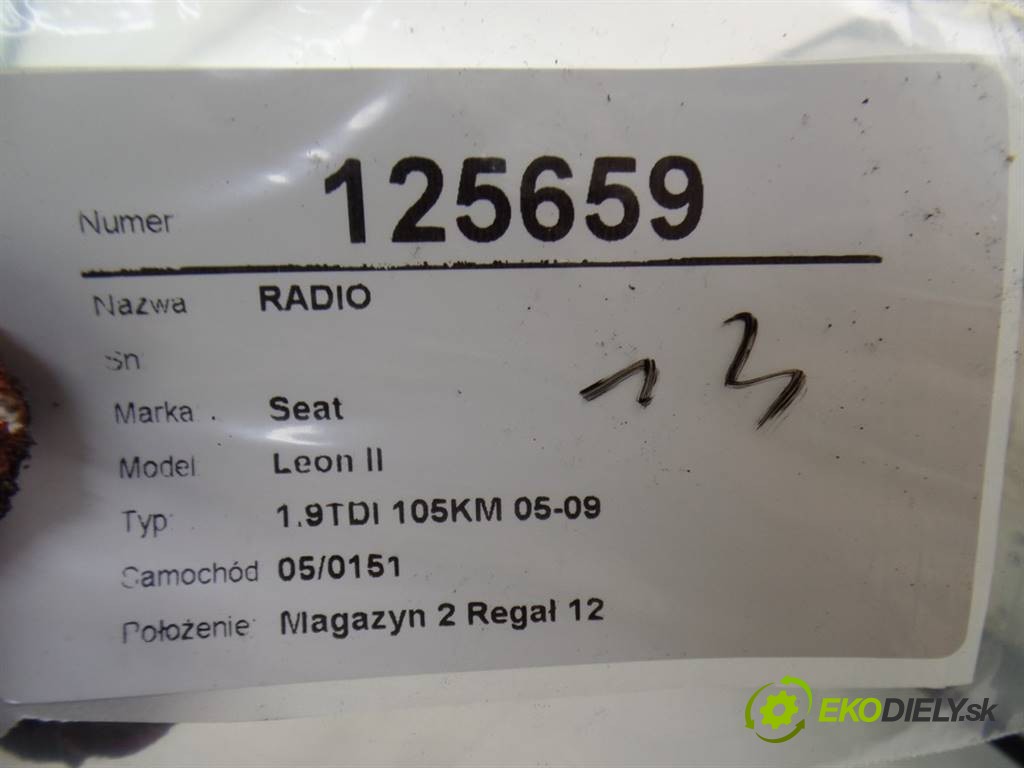 Numer 125659
Nazwa RADIO
Sn
Marka: Seat
Model Leon II
Typ: 1.9TDI 105KM 05-09
Samochód 05/0151
Położenie: Magazyn 2 Regał 12
13
EKODIELY.sk